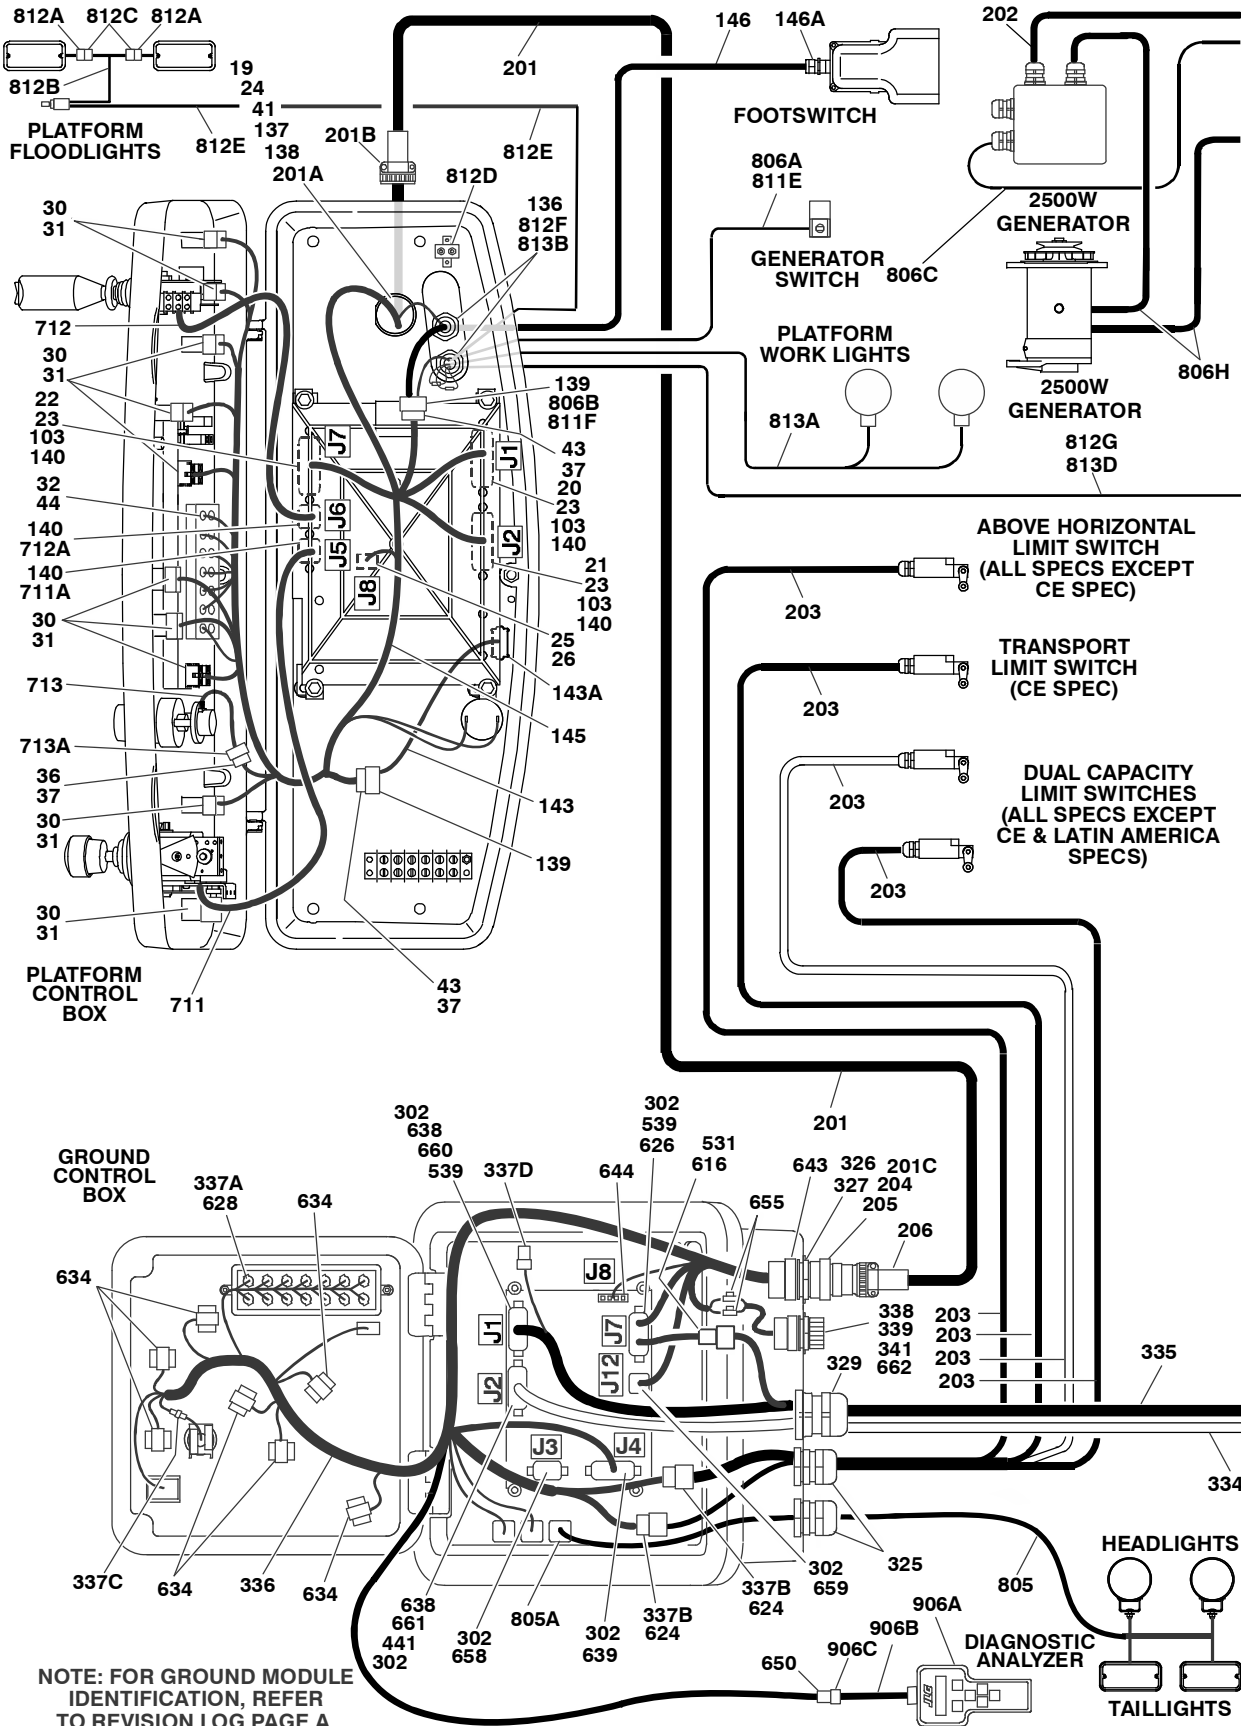 812A 812C 812A
812B
PLATFORM
FLOODLIGHTS
812E
19
24
41
137
138
201A
201B
812E
812D
201
146
146A
FOOTSWITCH
202
136
812F
813B
806A
811E
GENERATOR
SWITCH
806C
2500W
GENERATOR
2500W
GENERATOR
806H
PLATFORM
WORK LIGHTS
813A
812G
813D
30
31
712
30
31
22
23
103
140
32
44
140
712A
140
711A
30
31
713
713A
36
37
30
31
30
31
PLATFORM
CONTROL
BOX
711
J7
J1
J6
J5
J2
J8
139
806B
811F
43
37
20
23
103
140
21
23
103
140
25
26
143A
145
143
139
43
37
ABOVE HORIZONTAL
LIMIT SWITCH
(ALL SPECS EXCEPT
CE SPEC)
203
TRANSPORT
LIMIT SWITCH
(CE SPEC)
203
DUAL CAPACITY
LIMIT SWITCHES
(ALL SPECS EXCEPT
CE & LATIN AMERICA
SPECS)
203
203
201
GROUND
CONTROL
BOX
337A
628
634
634
302
638
660
539
337D
644
302
539
626
531
616
655
643
326
327
201C
204
205
206
J8
J1
J7
J2
J12
J3
J4
338
339
341
662
329
203
203
203
203
335
334
337C
634
336
634
638
661
441
302
302
658
805A
302
639
337B
624
337B
624
302
659
325
805
HEADLIGHTS
TAILLIGHTS
906A
906B
906C
650
DIAGNOSTIC
ANALYZER
JLG
NOTE: FOR GROUND MODULE
IDENTIFICATION, REFER
TO REVISION LOG PAGE A